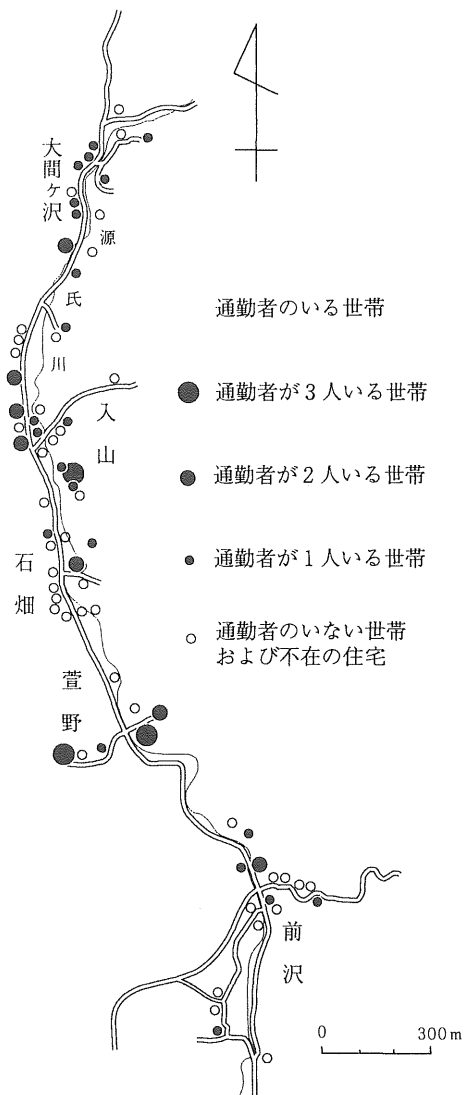 大間ヶ沢
源
氏
川
入山
石畑
萱野
前沢
通勤者のいる世帯
通勤者が3人いる世帯
通勤者が2人いる世帯
通勤者が1人いる世帯
通勤者のいない世帯
および不在の住宅
0 300m